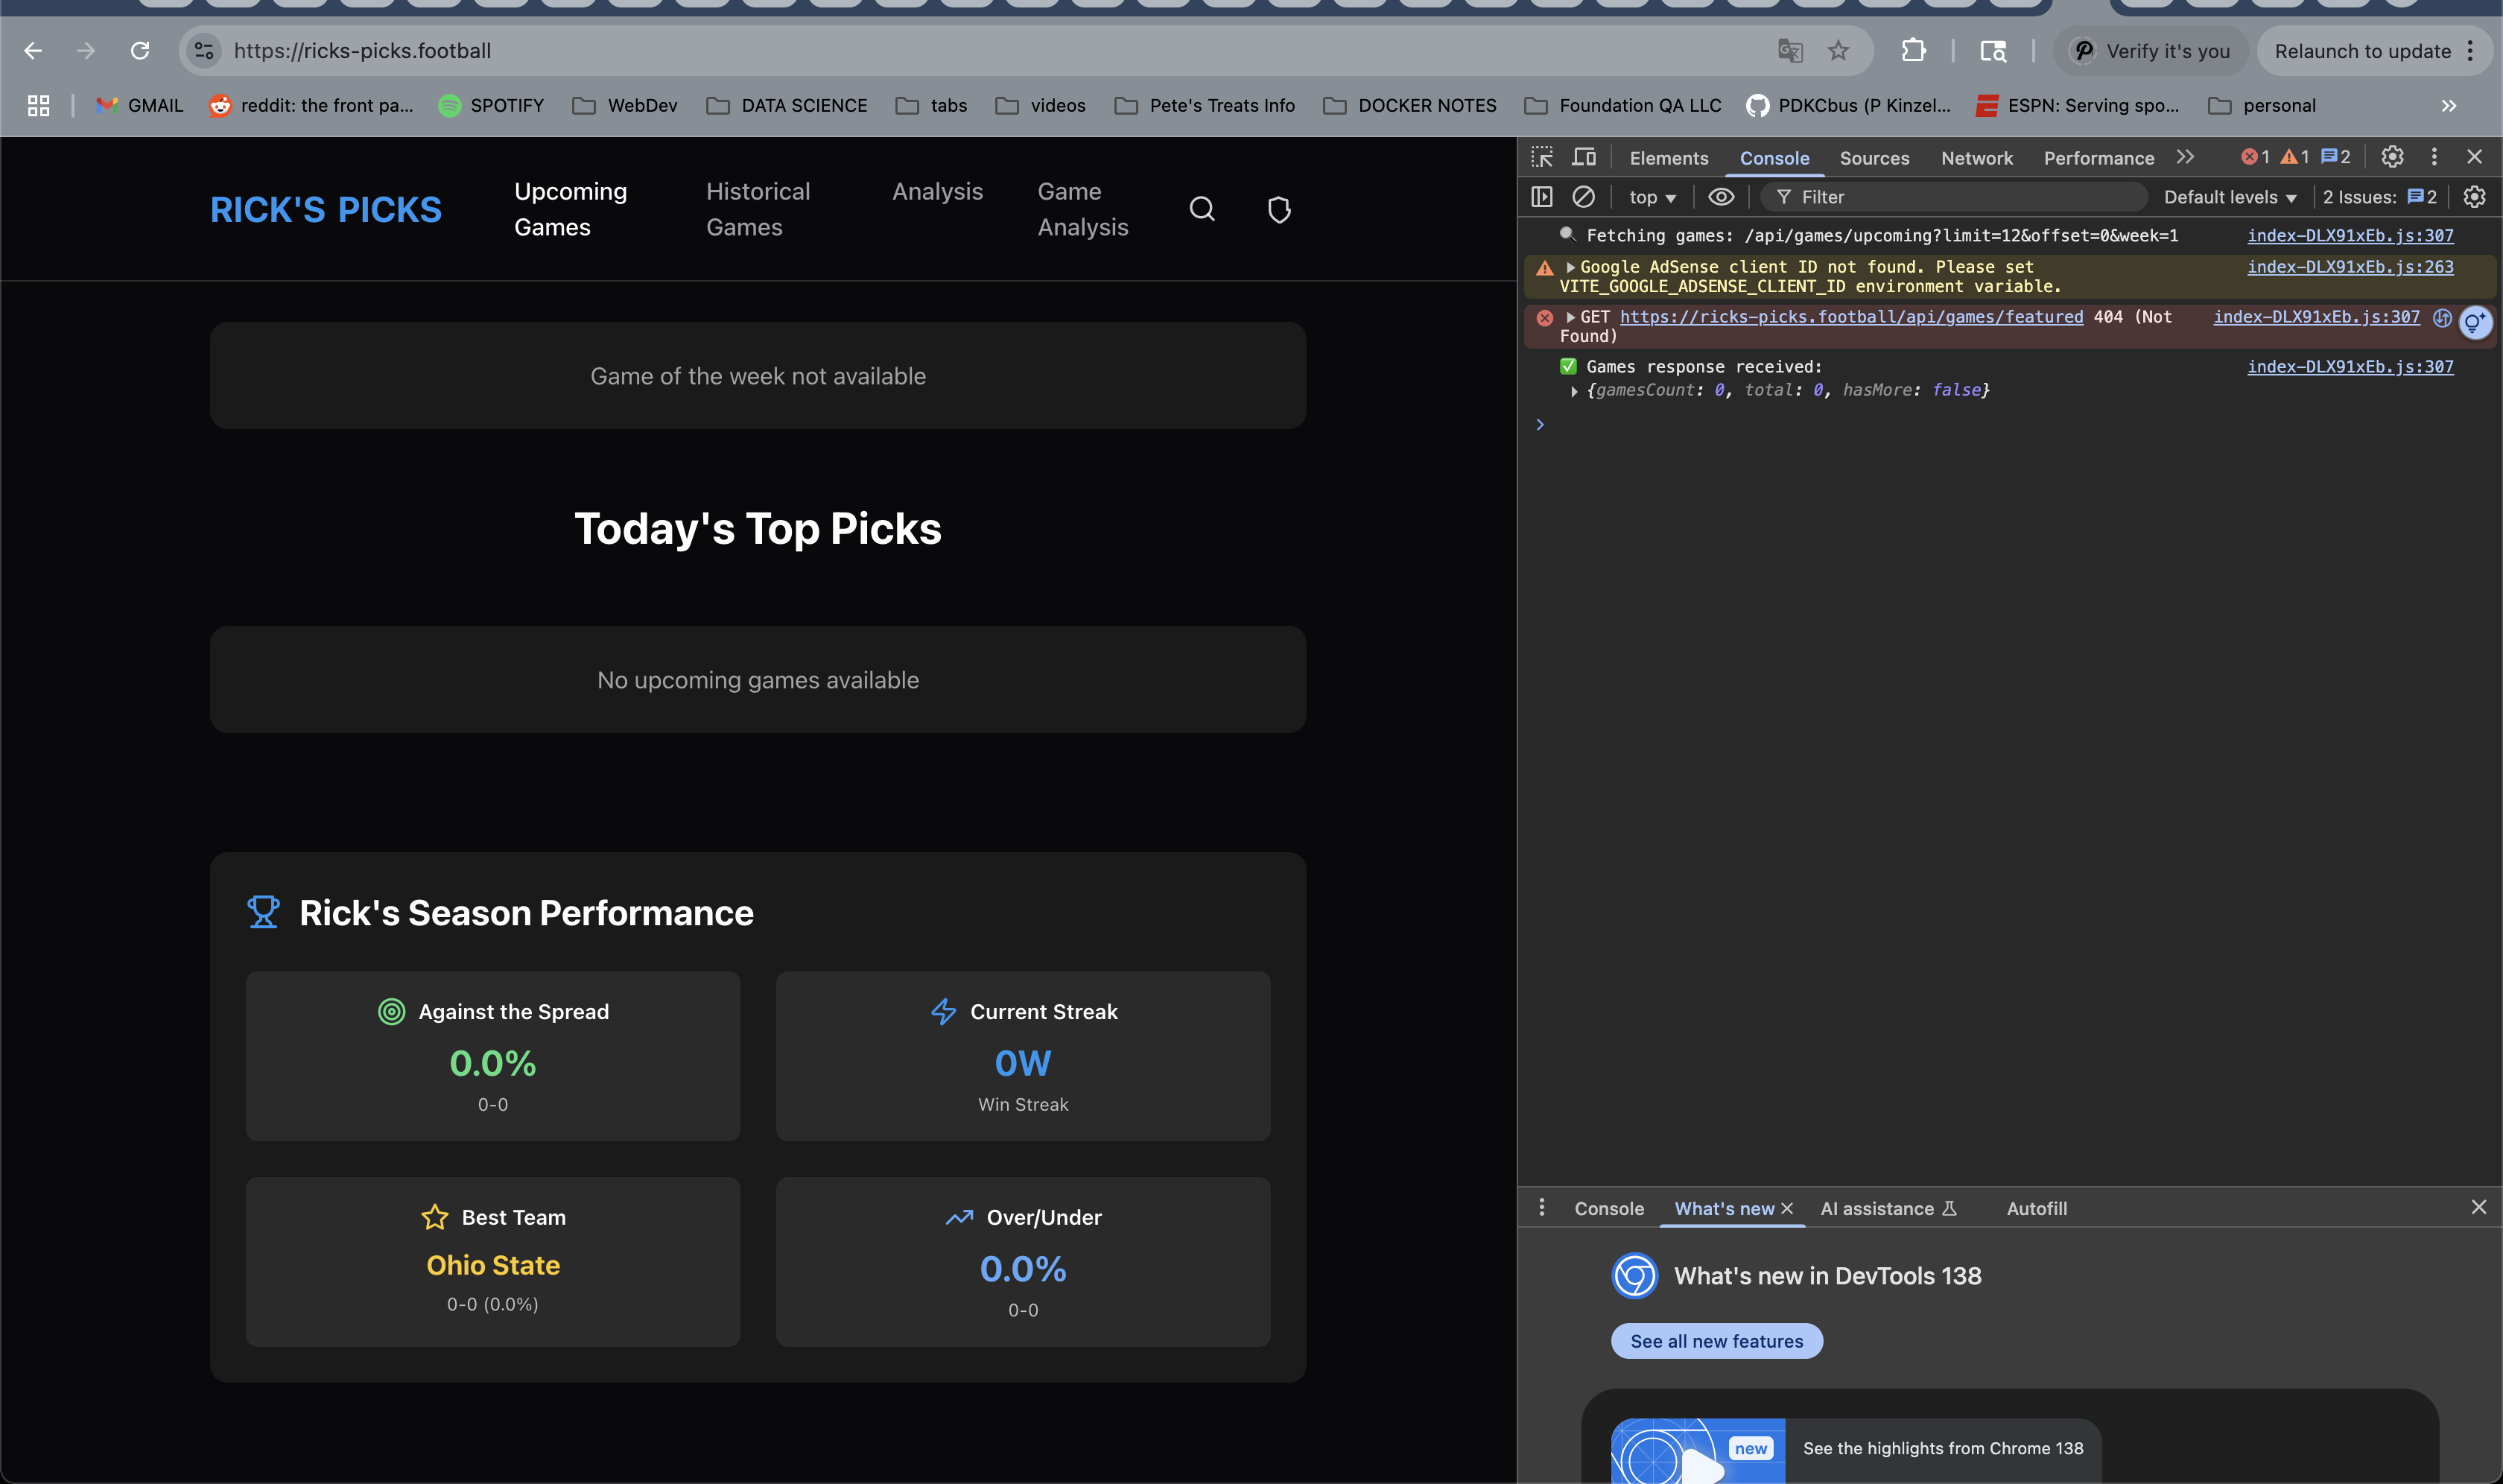 https://ricks-picks.football
Verify it's you
Relaunch to update
GMAIL
reddit: the front pa...
SPOTIFY
WebDev
DATA SCIENCE
tabs
videos
Pete's Treats Info
DOCKER NOTES
Foundation QA LLC
PDKCbus (P Kinzel...
ESPN: Serving spo...
personal
RICK'S PICKS
Upcoming
Games
Historical
Games
Analysis
Game
Analysis
Game of the week not available
Today's Top Picks
No upcoming games available
Rick's Season Performance
Against the Spread
0.0%
0-0
Current Streak
0W
Win Streak
Best Team
Ohio State
0-0 (0.0%)
Over/Under
0.0%
0-0
Elements
Console
Sources
Network
Performance
1
1
2
top
Filter
Default levels
2 Issues:
2
Fetching games: /api/games/upcoming?limit=12&offset=0&week=1
index-DLX91xEb.js:307
Google AdSense client ID not found. Please set
index-DLX91xEb.js:263
VITE_GOOGLE_ADSENSE_CLIENT_ID environment variable.
GET https://ricks-picks.football/api/games/featured 404 (Not
index-DLX91xEb.js:307
Found)
Games response received:
index-DLX91xEb.js:307
{gamesCount: 0, total: 0, hasMore: false}
Console
What's new
AI assistance
Autofill
What's new in DevTools 138
See all new features
new
See the highlights from Chrome 138